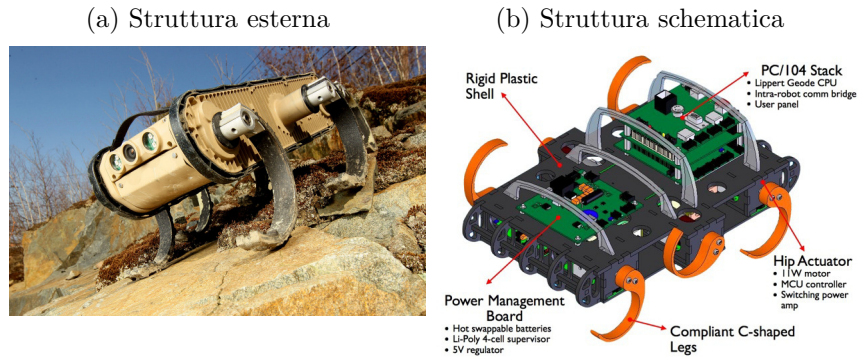 (a) Struttura esterna
(b) Struttura schematica
Rigid Plastic
Shell
PC/104 Stack
• Lippert Geode CPU
• Intra-robot comm bridge
• User panel
Hip Actuator
• 11W motor
• MCU controller
• Switching power
amp
Power Management
Board
• Hot swappable batteries
• Li-Poly 4-cell supervisor
• 5V regulator
Compliant C-shaped
Legs